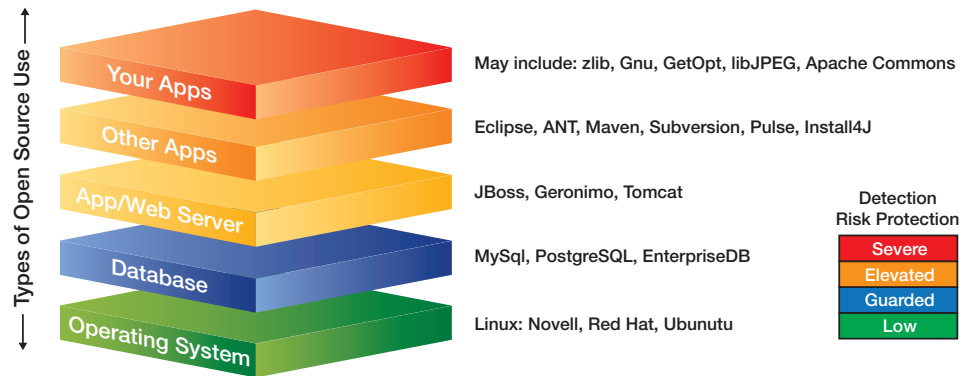 Types of Open Source Use
Your Apps
May include: zlib, Gnu, GetOpt, libJPEG, Apache Commons
Other Apps
Eclipse, ANT, Maven, Subversion, Pulse, Install4J
App/Web Server
JBoss, Geronimo, Tomcat
Database
MySql, PostgreSQL, EnterpriseDB
Operating System
Linux: Novell, Red Hat, Ubunutu
Detection
Risk Protection
Severe
Elevated
Guarded
Low